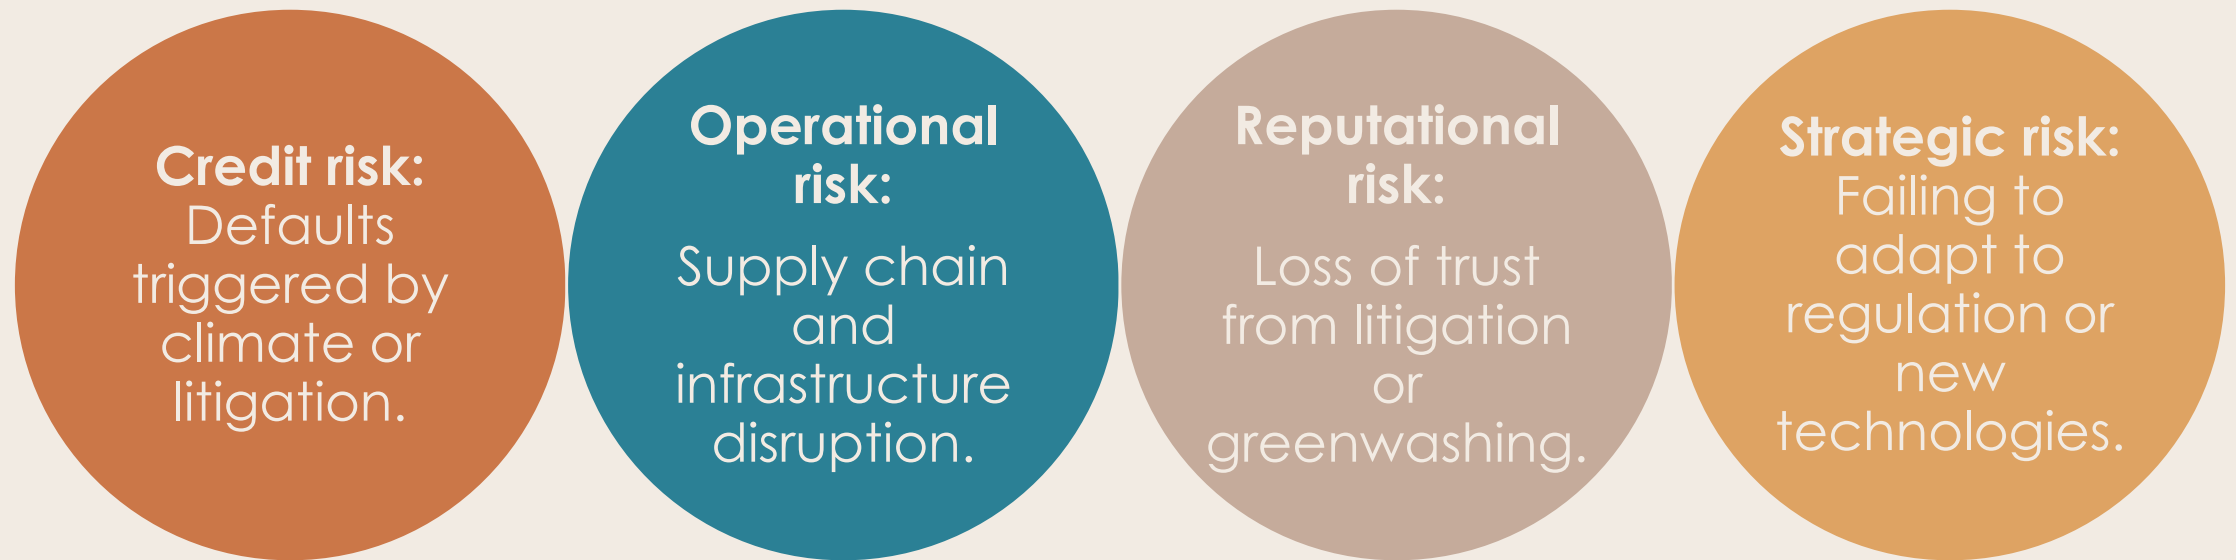 Credit risk:
Defaults
triggered by
climate or
litigation.
Operational
risk:
Supply chain
and
infrastructure
disruption.
Reputational
risk:
Loss of trust
from litigation
or
greenwashing.
Strategic risk:
Failing to
adapt to
regulation or
new
technologies.